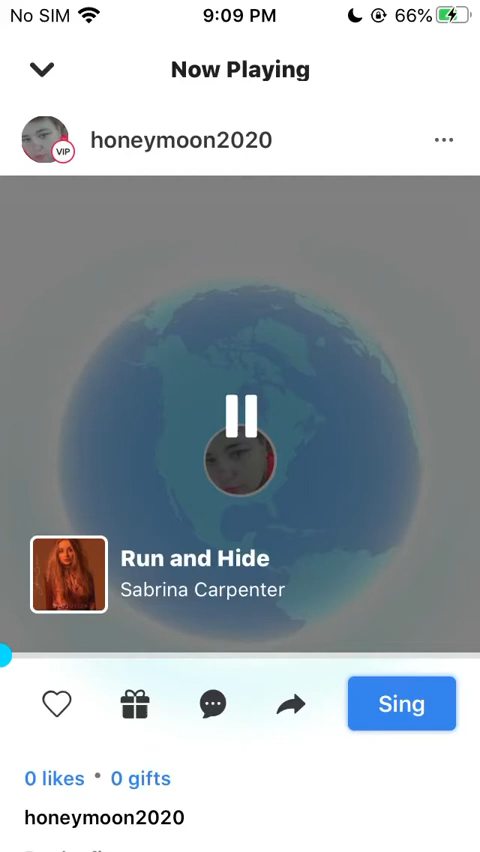 No SIM 9:09 PM 66%
Now Playing
VIP
honeymoon2020
Run and Hide
Sabrina Carpenter
Sing
0 likes • 0 gifts
honeymoon2020